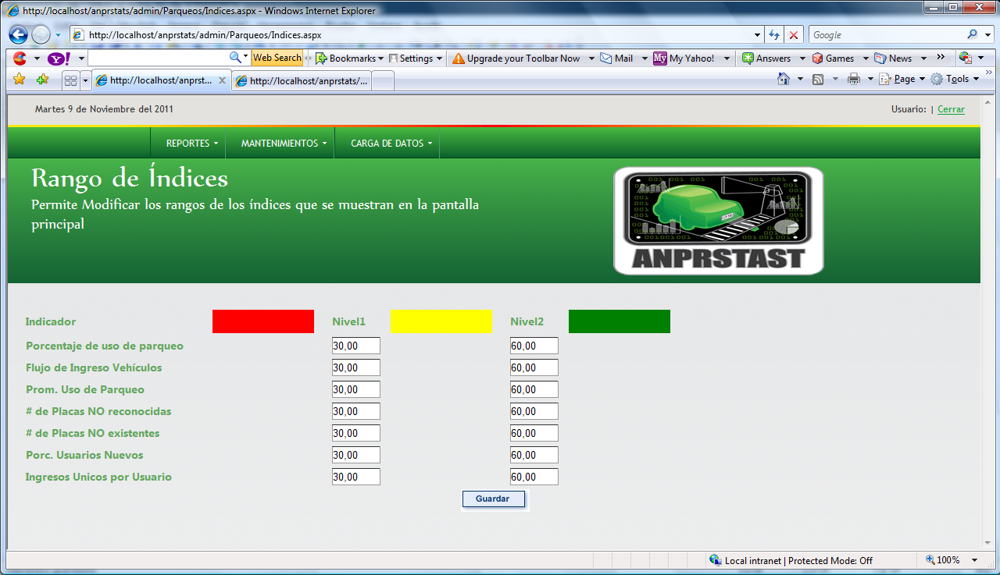 http://localhost/anprstats/admin/Parqueos/Indices.aspx - Windows Internet Explorer
http://localhost/anprstats/admin/Parqueos/Indices.aspx
Google
Y! Web Search Bookmarks Settings Upgrade your Toolbar Now Mail My My Yahoo! Answers Games News
http://localhost/anprst... http://localhost/anprstats/... Page Tools
Martes 9 de Noviembre del 2011 Usuario: | Cerrar
REPORTES MANTENIMIENTOS CARGA DE DATOS
Rango de Índices
Permite Modificar los rangos de los índices que se muestran en la pantalla
principal
ANPRSTAST
Indicador Nivel1 Nivel2
Porcentaje de uso de parqueo 30,00 60,00
Flujo de Ingreso Vehículos 30,00 60,00
Prom. Uso de Parqueo 30,00 60,00
# de Placas NO reconocidas 30,00 60,00
# de Placas NO existentes 30,00 60,00
Porc. Usuarios Nuevos 30,00 60,00
Ingresos Unicos por Usuario 30,00 60,00
Guardar
Local intranet | Protected Mode: Off 100%